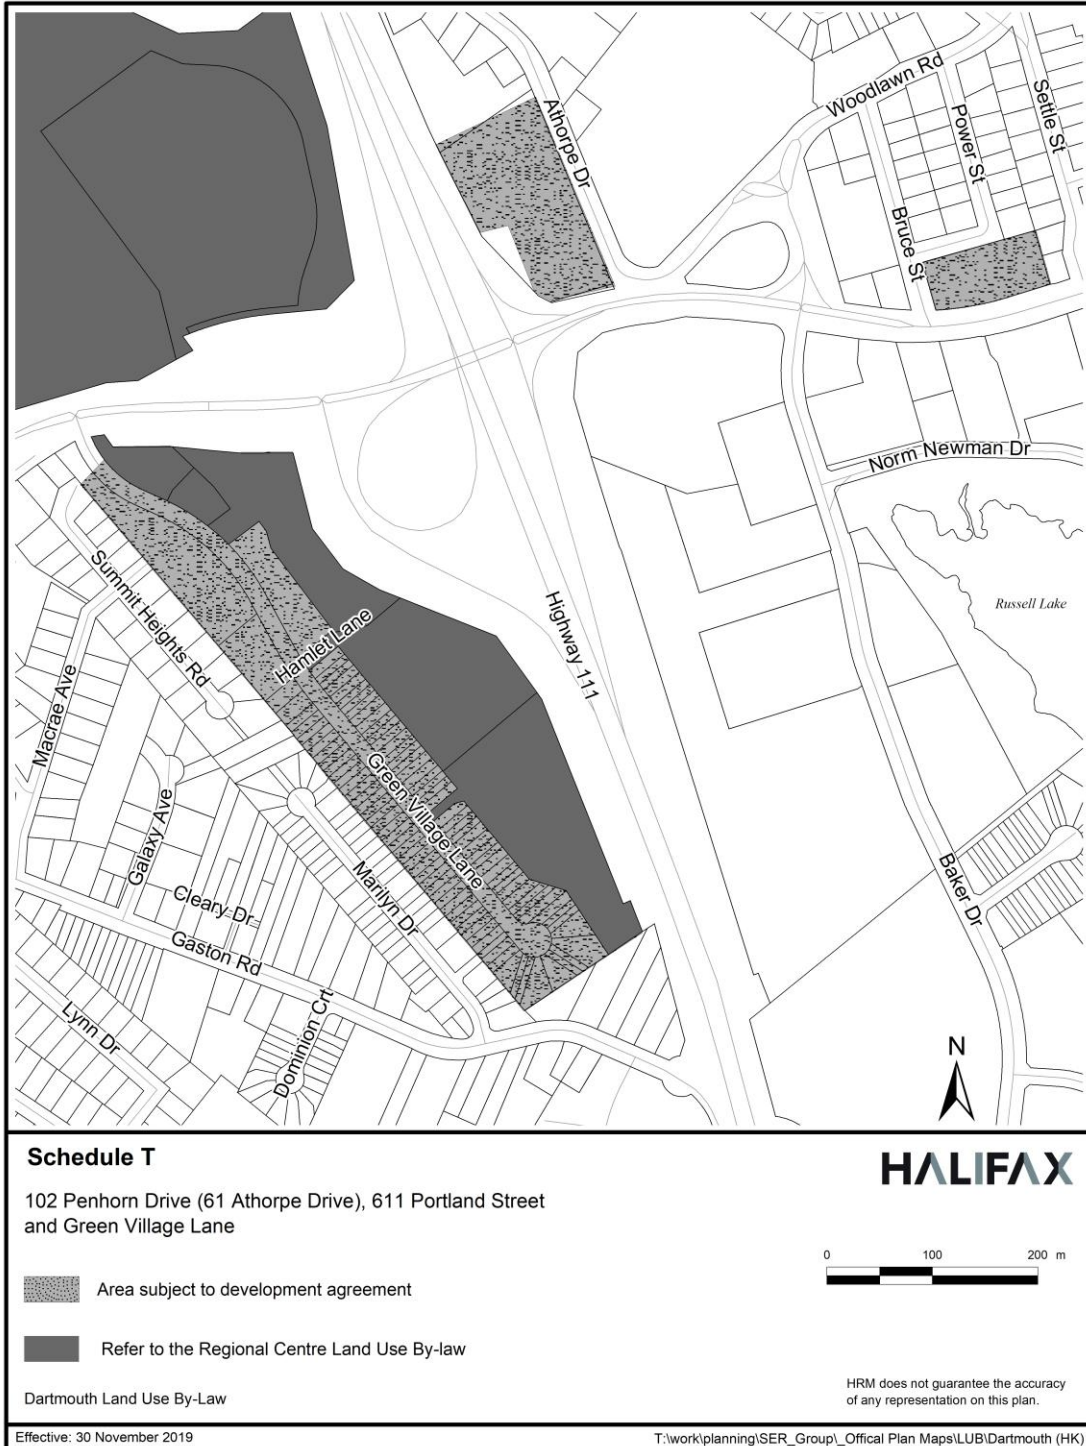 Woodlawn Rd
Settle St
Power St
Athorpe Dr
Bruce St
Norm Newman Dr
Russell Lake
Summit Heights Rd
Hamlet Lane
Highway 111
Macrae Ave
Green Village Lane
Galaxy Ave
Marilyn Dr
Baker Dr
Cleary Dr
Gaston Rd
Lynn Dr
Dominion Crt
N
Schedule T
HALIFAX
102 Penhorn Drive (61 Athorpe Drive), 611 Portland Street
and Green Village Lane
0 100 200 m
Area subject to development agreement
Refer to the Regional Centre Land Use By-law
Dartmouth Land Use By-Law
HRM does not guarantee the accuracy
of any representation on this plan.
Effective: 30 November 2019
T:\work\planning\SER_Group\_Offical Plan Maps\LUB\Dartmouth (HK)